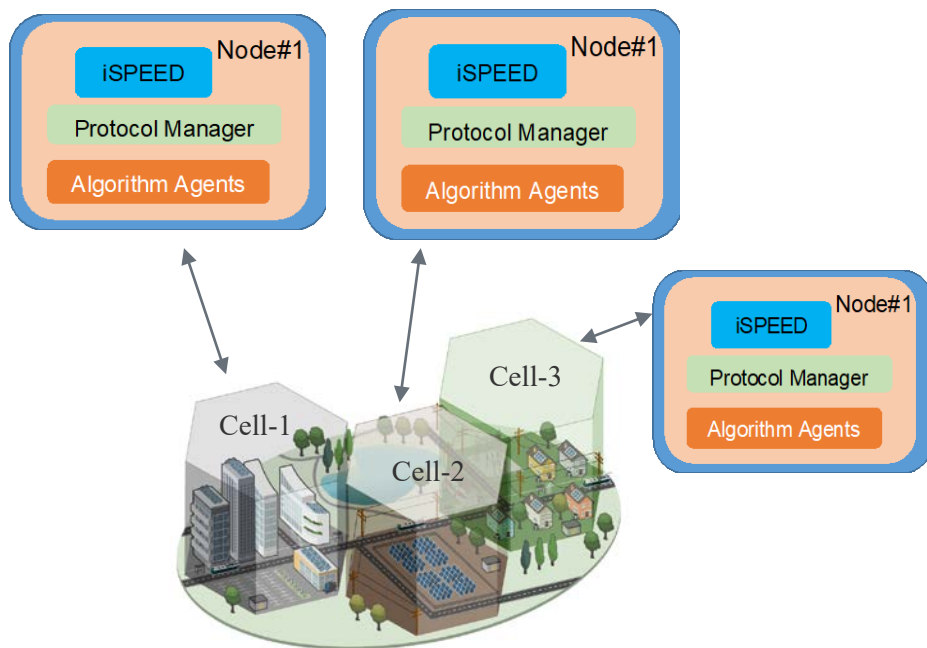 Node#1
iSPEED
Protocol Manager
Algorithm Agents
Node#1
iSPEED
Protocol Manager
Algorithm Agents
Node#1
iSPEED
Protocol Manager
Algorithm Agents
Cell-1
Cell-2
Cell-3